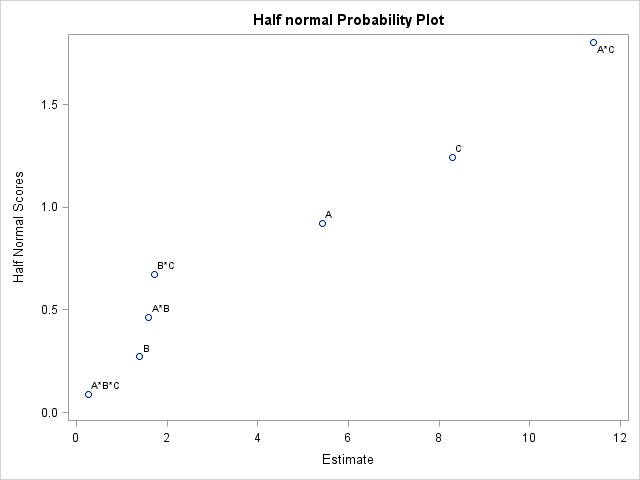 Half normal Probability Plot
A*C
1.5
C
Half Normal Scores
1.0
A
B*C
0.5
A*B
B
A*B*C
0.0
0 2 4 6 8 10 12
Estimate